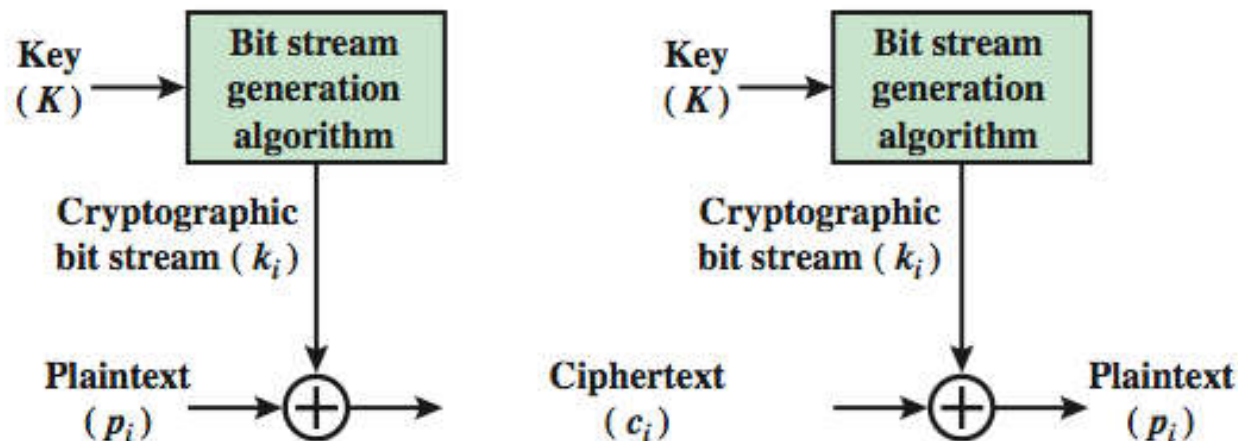 Key
(K)
Bit stream
generation
algorithm
Cryptographic
bit stream (kᵢ)
Plaintext
(pᵢ)
Ciphertext
(cᵢ)
Key
(K)
Bit stream
generation
algorithm
Cryptographic
bit stream (kᵢ)
Plaintext
(pᵢ)